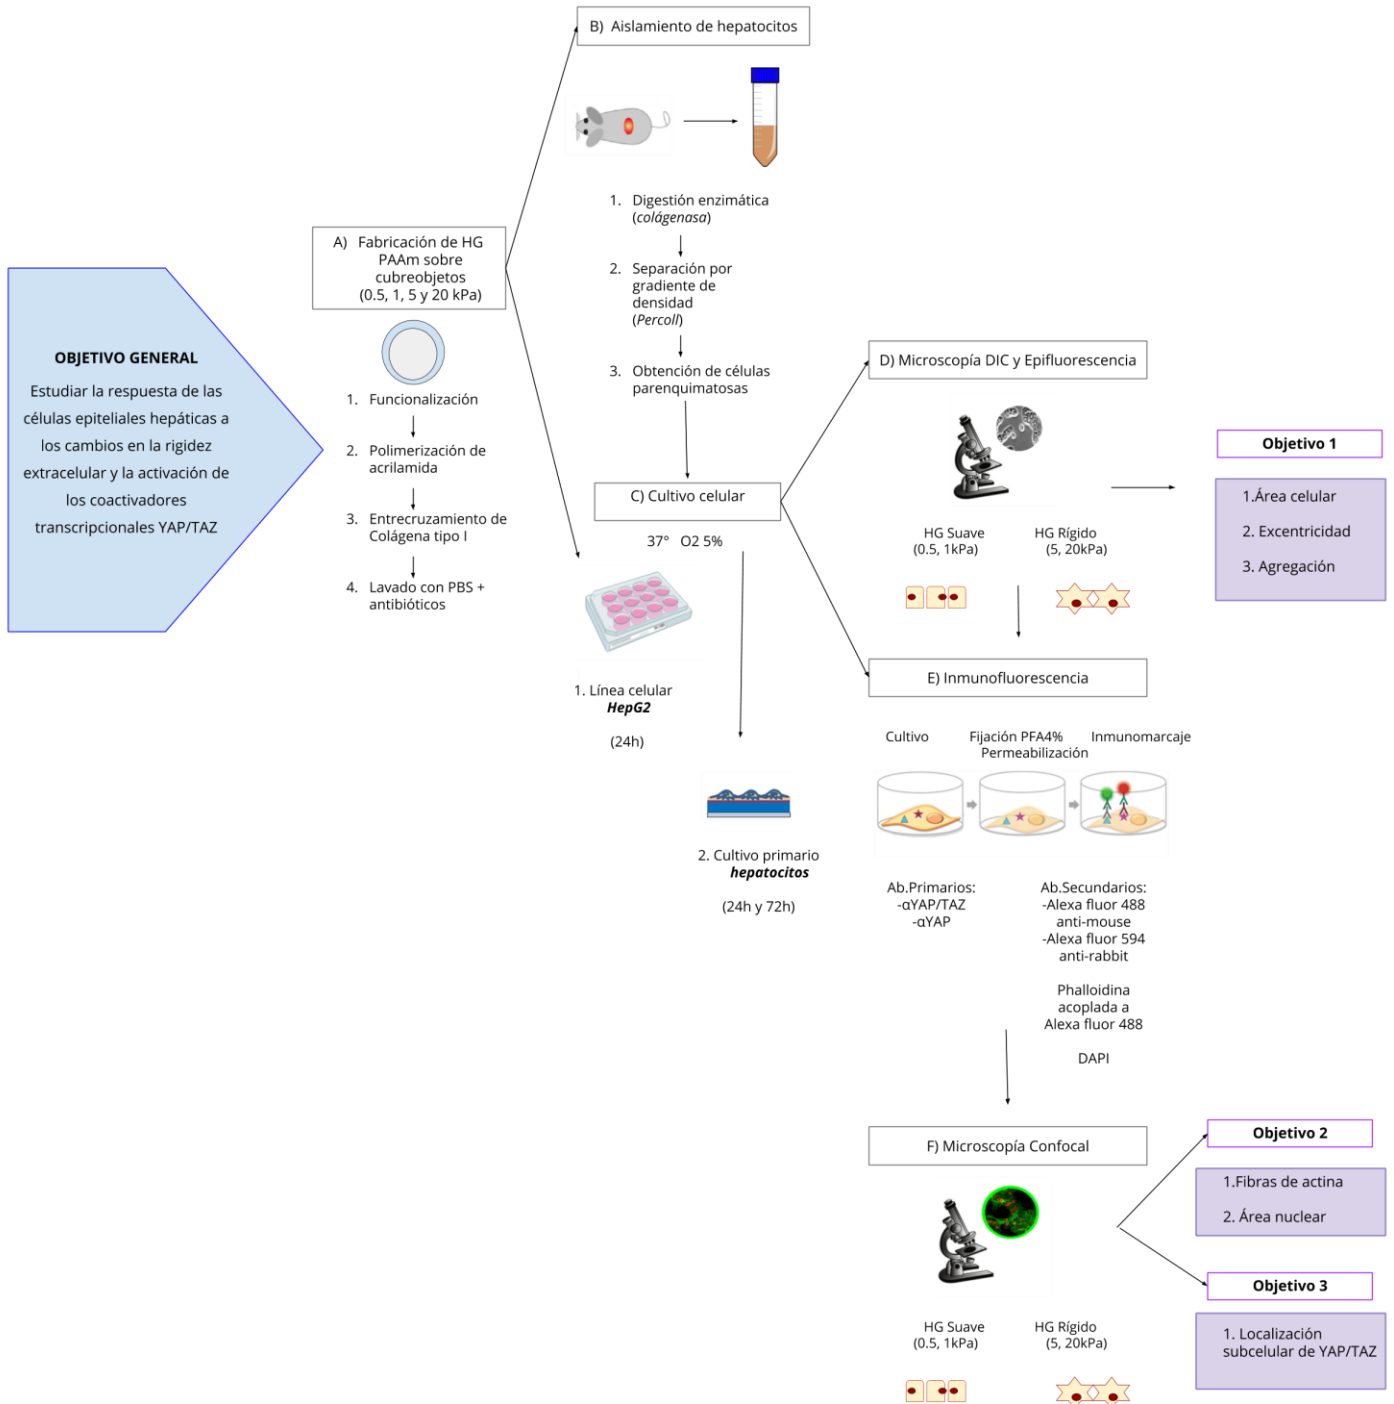 OBJETIVO GENERAL
Estudiar la respuesta de las
células epiteliales hepáticas a
los cambios en la rigidez
extracelular y la activación de
los coactivadores
transcripcionales YAP/TAZ
A) Fabricación de HG
PAAm sobre
cubreobjetos
(0.5, 1, 5 y 20 kPa)
1. Funcionalización
2. Polimerización de
acrilamida
3. Entrecruzamiento de
Colágena tipo I
4. Lavado con PBS +
antibióticos
B) Aislamiento de hepatocitos
1. Digestión enzimática
(colágenasa)
2. Separación por
gradiente de
densidad
(Percoll)
3. Obtención de células
parenquimatosas
C) Cultivo celular
37° O2 5%
1. Línea celular
HepG2
(24h)
2. Cultivo primario
hepatocitos
(24h y 72h)
D) Microscopía DIC y Epifluorescencia
HG Suave
(0.5, 1kPa)
HG Rígido
(5, 20kPa)
Objetivo 1
1.Área celular
2. Excentricidad
3. Agregación
E) Inmunofluorescencia
Cultivo
Fijación PFA4%
Permeabilización
Inmunomarcaje
Ab.Primarios:
-αYAP/TAZ
-αYAP
Ab.Secundarios:
-Alexa fluor 488
anti-mouse
-Alexa fluor 594
anti-rabbit
Phalloidina
acoplada a
Alexa fluor 488
DAPI
F) Microscopía Confocal
HG Suave
(0.5, 1kPa)
HG Rígido
(5, 20kPa)
Objetivo 2
1.Fibras de actina
2. Área nuclear
Objetivo 3
1. Localización
subcelular de YAP/TAZ